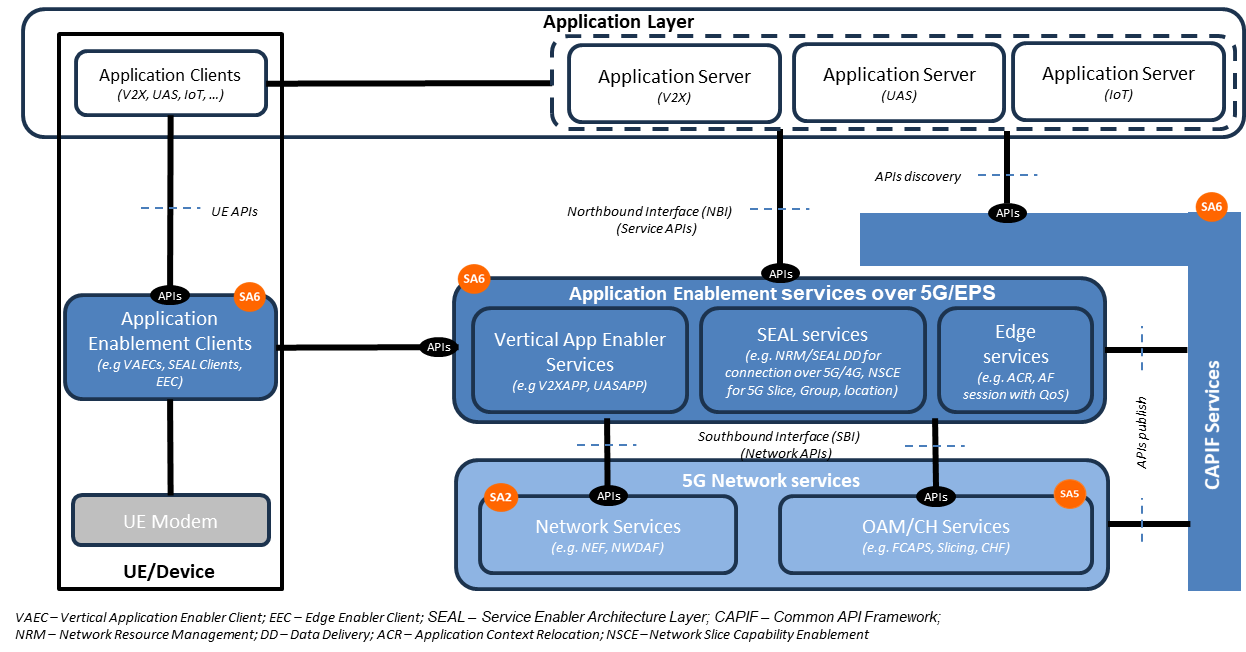 Application Layer
Application Clients
(V2X, UAS, IoT, ...)
Application Server
(V2X)
Application Server
(UAS)
Application Server
(IoT)
UE APIs
Northbound Interface (NBI)
(Service APIs)
APIs discovery
APIs
SA6
APIs
SA6
Application
Enablement Clients
(e.g VAECs, SEAL Clients,
EEC)
APIs
SA6
APIs
Application Enablement services over 5G/EPS
Vertical App Enabler
Services
(e.g V2XAPP, UASAPP)
SEAL services
(e.g. NRM/SEAL DD for
connection over 5G/4G, NSCE
for 5G Slice, Group, location)
Edge
services
(e.g. ACR, AF
session with QoS)
APIs publish
CAPIF Services
Southbound Interface (SBI)
(Network APIs)
5G Network services
SA2
APIs
Network Services
(e.g. NEF, NWDAF)
APIs
SA5
OAM/CH Services
(e.g. FCAPS, Slicing, CHF)
UE Modem
UE/Device
VAEC – Vertical Application Enabler Client; EEC – Edge Enabler Client; SEAL – Service Enabler Architecture Layer; CAPIF – Common API Framework;
NRM – Network Resource Management; DD – Data Delivery; ACR – Application Context Relocation; NSCE – Network Slice Capability Enablement